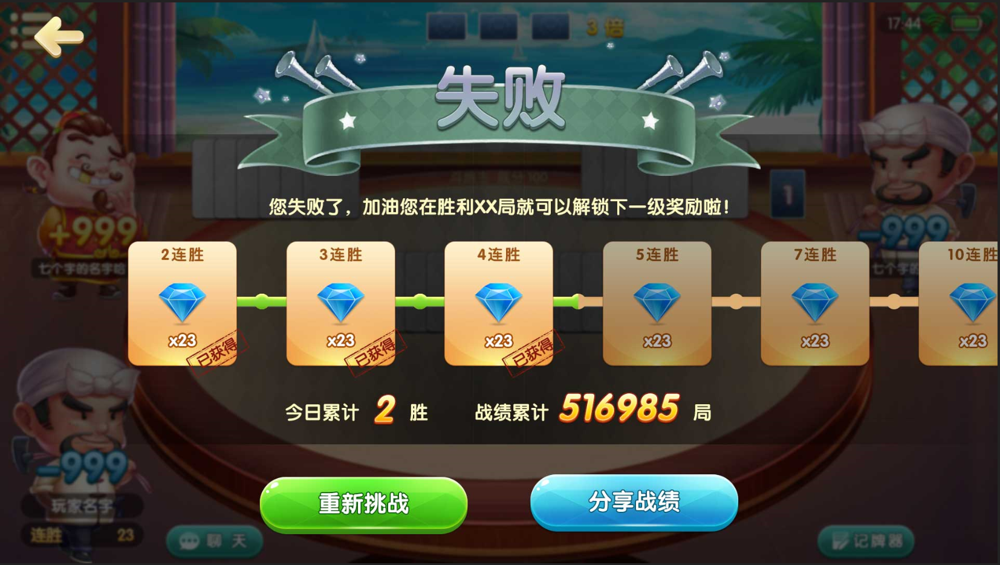 3 倍
17:44
失败
1
您失败了，加油您在胜利XX局就可以解锁下一级奖励啦！
+999
-999
七个字的名字哈
七个字的
2连胜
3连胜
4连胜
5连胜
7连胜
10连胜
x23
x23
x23
x23
x23
x23
已获得
已获得
已获得
今日累计 2 胜
战绩累计 516985 局
-999
重新挑战
分享战绩
玩家名字
连胜 23
聊 天
记牌器